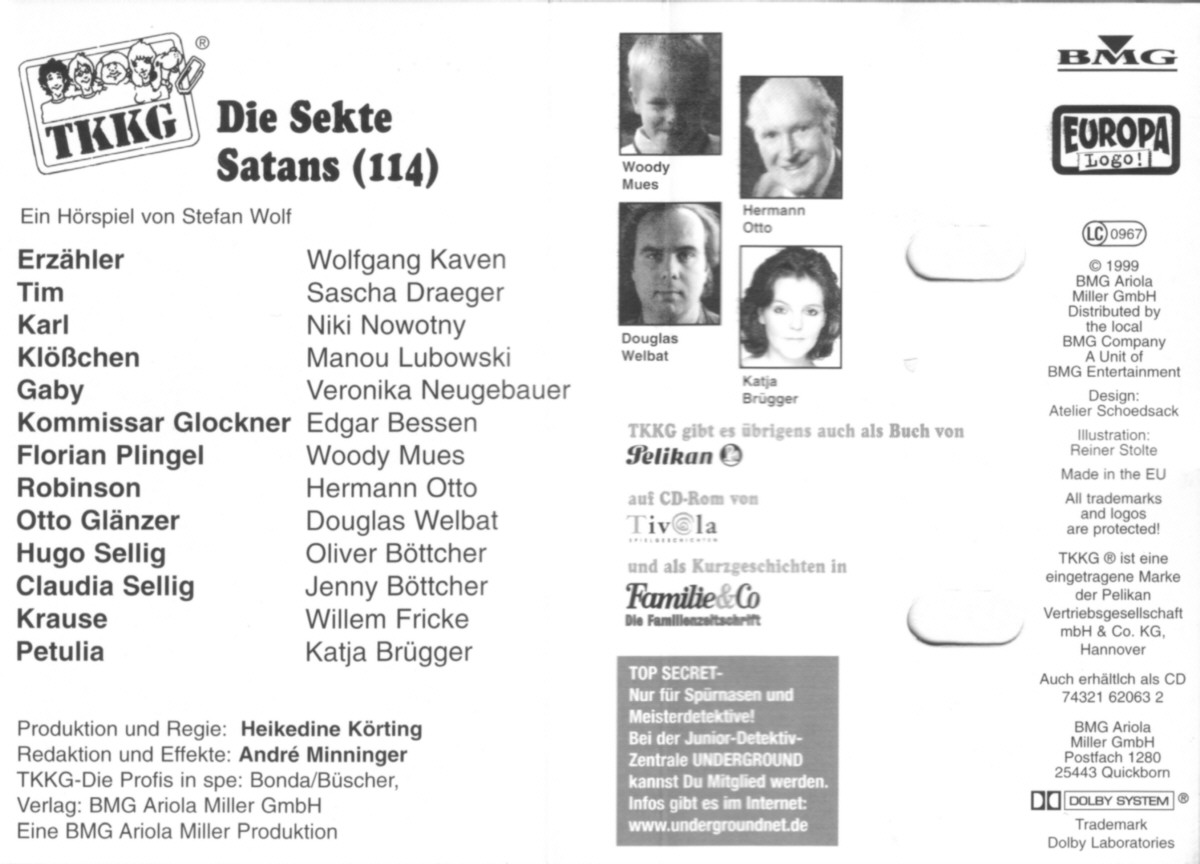 TKKG
®
Die Sekte
Satans (114)
Ein Hörspiel von Stefan Wolf
Erzähler Wolfgang Kaven
Tim Sascha Draeger
Karl Niki Nowotny
Klößchen Manou Lubowski
Gaby Veronika Neugebauer
Kommissar Glockner Edgar Bessen
Florian Plingel Woody Mues
Robinson Hermann Otto
Otto Glänzer Douglas Welbat
Hugo Sellig Oliver Böttcher
Claudia Sellig Jenny Böttcher
Krause Willem Fricke
Petulia Katja Brügger
Produktion und Regie: Heikedine Körting
Redaktion und Effekte: André Minninger
TKKG-Die Profis in spe: Bonda/Büscher,
Verlag: BMG Ariola Miller GmbH
Eine BMG Ariola Miller Produktion
Woody
Mues
Hermann
Otto
Douglas
Welbat
Katja
Brügger
TKKG gibt es übrigens auch als Buch von
Pelikan
auf CD-Rom von
Tivola
SPIELGESCHICHTEN
und als Kurzgeschichten in
Familie&Co
Die Familienzeitschrift
TOP SECRET-
Nur für Spürnasen und
Meisterdetektive!
Bei der Junior-Detektiv-
Zentrale UNDERGROUND
kannst Du Mitglied werden.
Infos gibt es im Internet:
www.undergroundnet.de
BMG
EUROPA
Logo!
LC 0967
© 1999
BMG Ariola
Miller GmbH
Distributed by
the local
BMG Company
A Unit of
BMG Entertainment
Design:
Atelier Schoedsack
Illustration:
Reiner Stolte
Made in the EU
All trademarks
and logos
are protected!
TKKG ® ist eine
eingetragene Marke
der Pelikan
Vertriebsgesellschaft
mbH & Co. KG,
Hannover
Auch erhältlch als CD
74321 62063 2
BMG Ariola
Miller GmbH
Postfach 1280
25443 Quickborn
DOLBY SYSTEM ®
Trademark
Dolby Laboratories